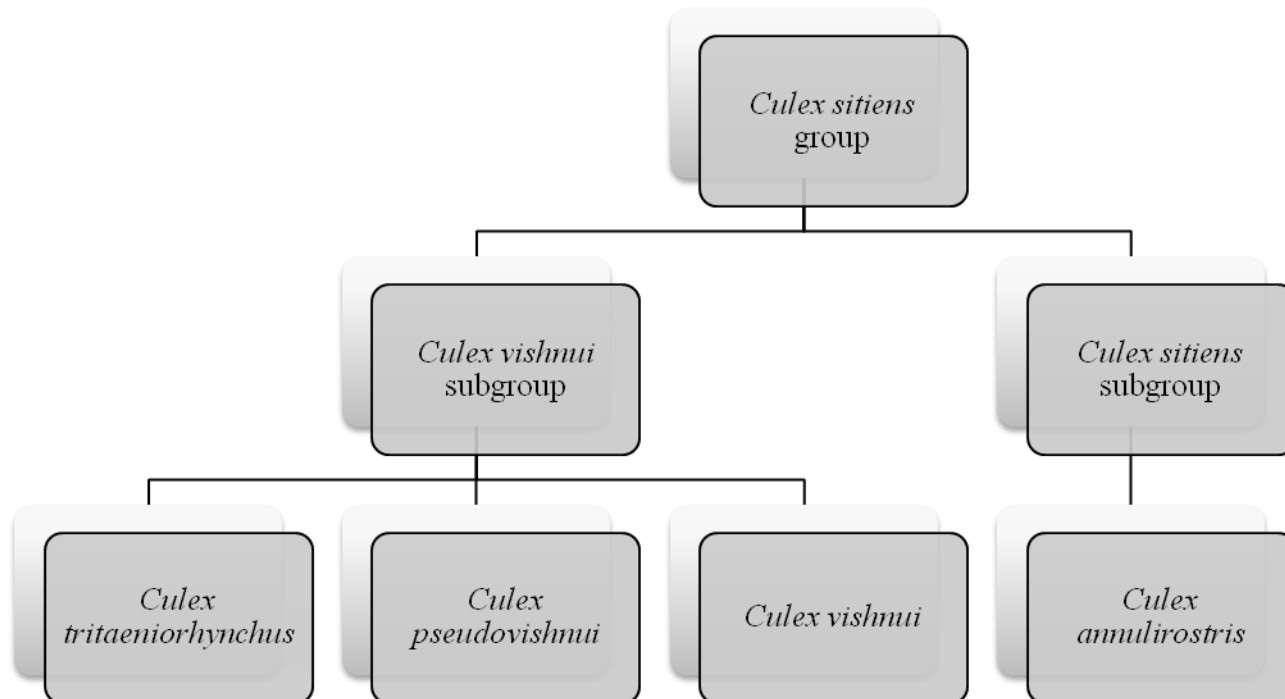 Culex sitiens
group
Culex vishnui
subgroup
Culex sitiens
subgroup
Culex
tritaeniorhynchus
Culex
pseudovishnui
Culex vishnui
Culex
annulirostris